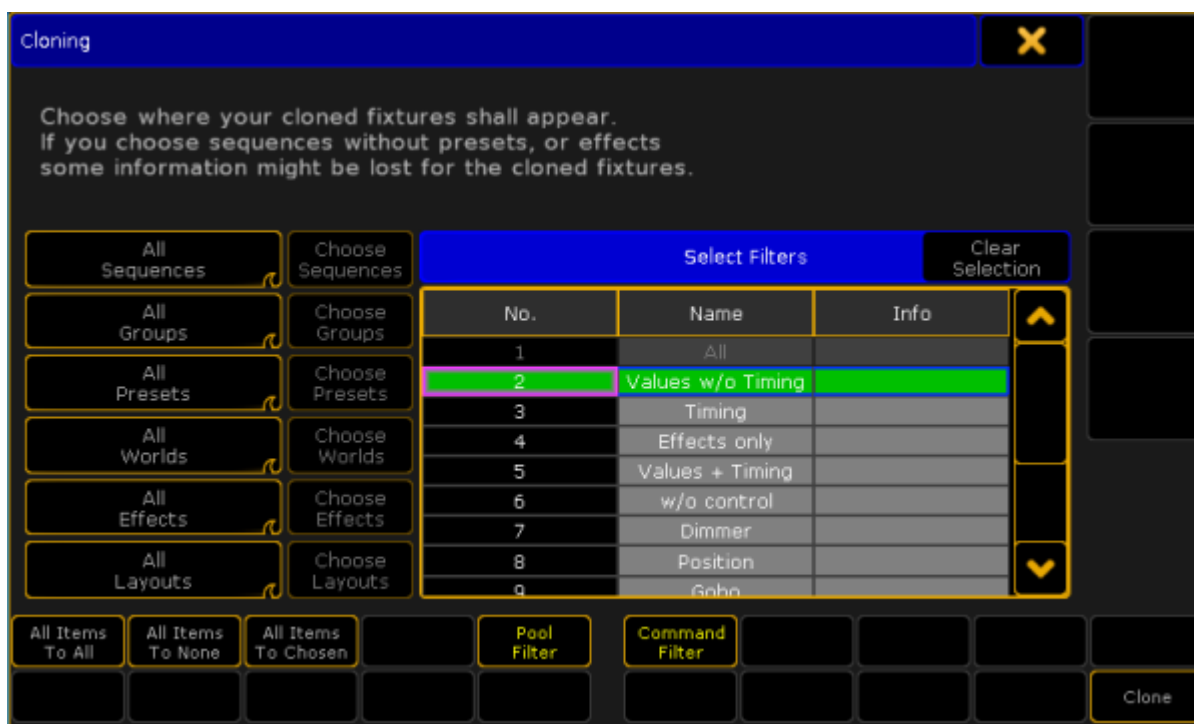 Cloning
Choose where your cloned fixtures shall appear.
If you choose sequences without presets, or effects
some information might be lost for the cloned fixtures.
All
Sequences
Choose
Sequences
Select Filters
Clear
Selection
All
Groups
Choose
Groups
No. Name Info
1 All
All
Presets
Choose
Presets
2 Values w/o Timing
3 Timing
All
Worlds
Choose
Worlds
4 Effects only
5 Values + Timing
All
Effects
Choose
Effects
6 w/o control
7 Dimmer
All
Layouts
Choose
Layouts
8 Position
9 Gobo
All Items
To All
All Items
To None
All Items
To Chosen
Pool
Filter
Command
Filter
Clone